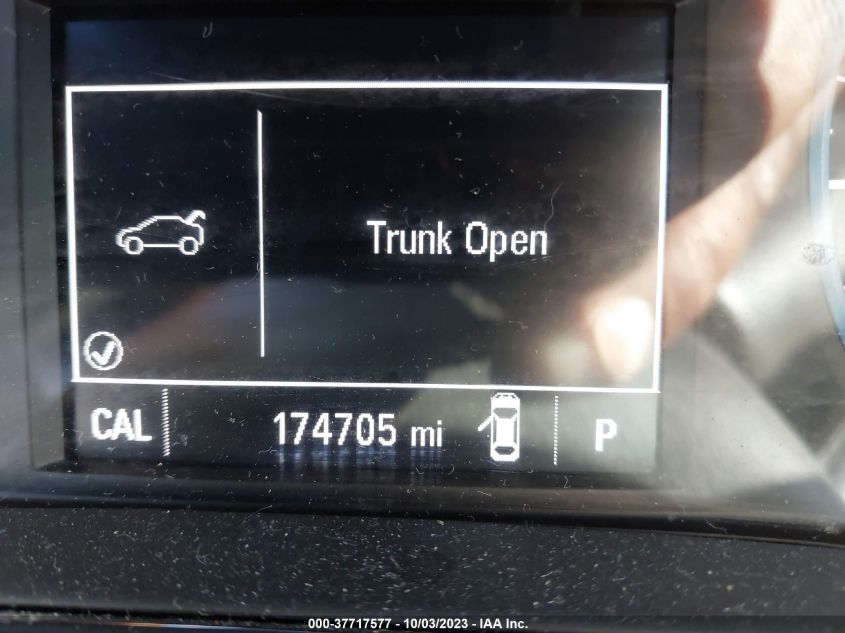 Trunk Open
CAL 174705 mi P
000-37717577 - 10/03/2023 - IAA Inc.